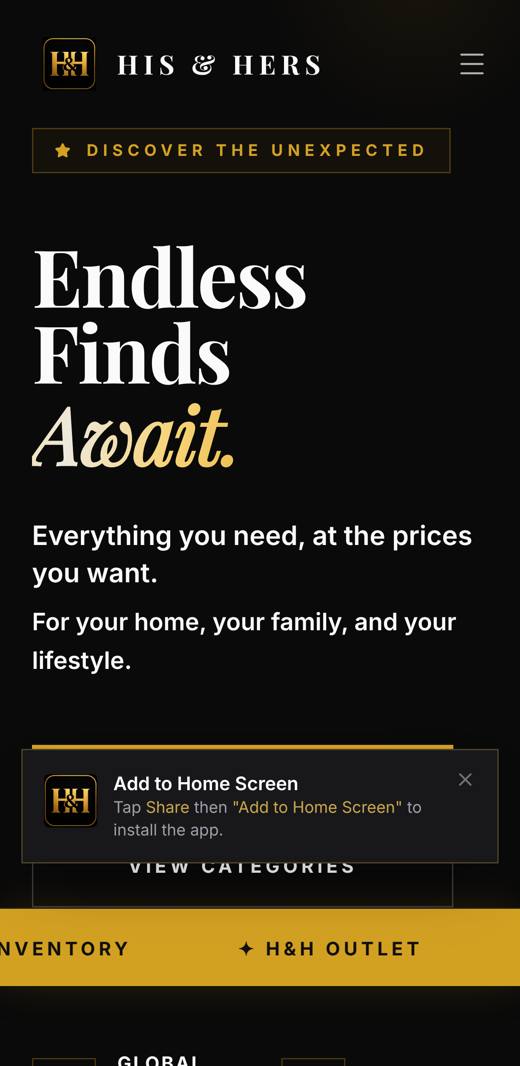 H&H HIS & HERS
DISCOVER THE UNEXPECTED
Endless
Finds
Await.
Everything you need, at the prices
you want.
For your home, your family, and your
lifestyle.
H&H
Add to Home Screen
Tap Share then "Add to Home Screen" to
install the app.
VIEW CATEGORIES
NVENTORY ✦ H&H OUTLET
GLOBAL